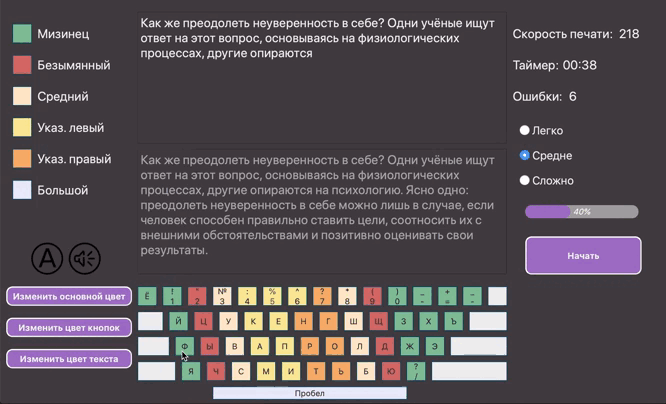 Мизинец
Безымянный
Средний
Указ. левый
Указ. правый
Большой
A
Изменить основной цвет
Изменить цвет кнопок
Изменить цвет текста
Как же преодолеть неуверенность в себе? Одни учёные ищут
ответ на этот вопрос, основываясь на физиологических
процессах, другие опираются
Как же преодолеть неуверенность в себе? Одни учёные ищут
ответ на этот вопрос, основываясь на физиологических
процессах, другие опираются на психологию. Ясно одно:
преодолеть неуверенность в себе можно лишь в случае, если
человек способен правильно ставить цели, соотносить их с
внешними обстоятельствами и позитивно оценивать свои
результаты.
Скорость печати: 218
Таймер: 00:38
Ошибки: 6
Легко
Средне
Сложно
40%
Начать
Ё ! 1 " 2 № 3 : 4 % 5 ^ 6 ? 7 * 8 ( 9 ) 0 _ - + =
Й Ц У К Е Н Г Ш Щ З Х Ъ
Ф Ы В А П Р О Л Д Ж Э
Я Ч С М И Т Ь Б Ю ? /
Пробел